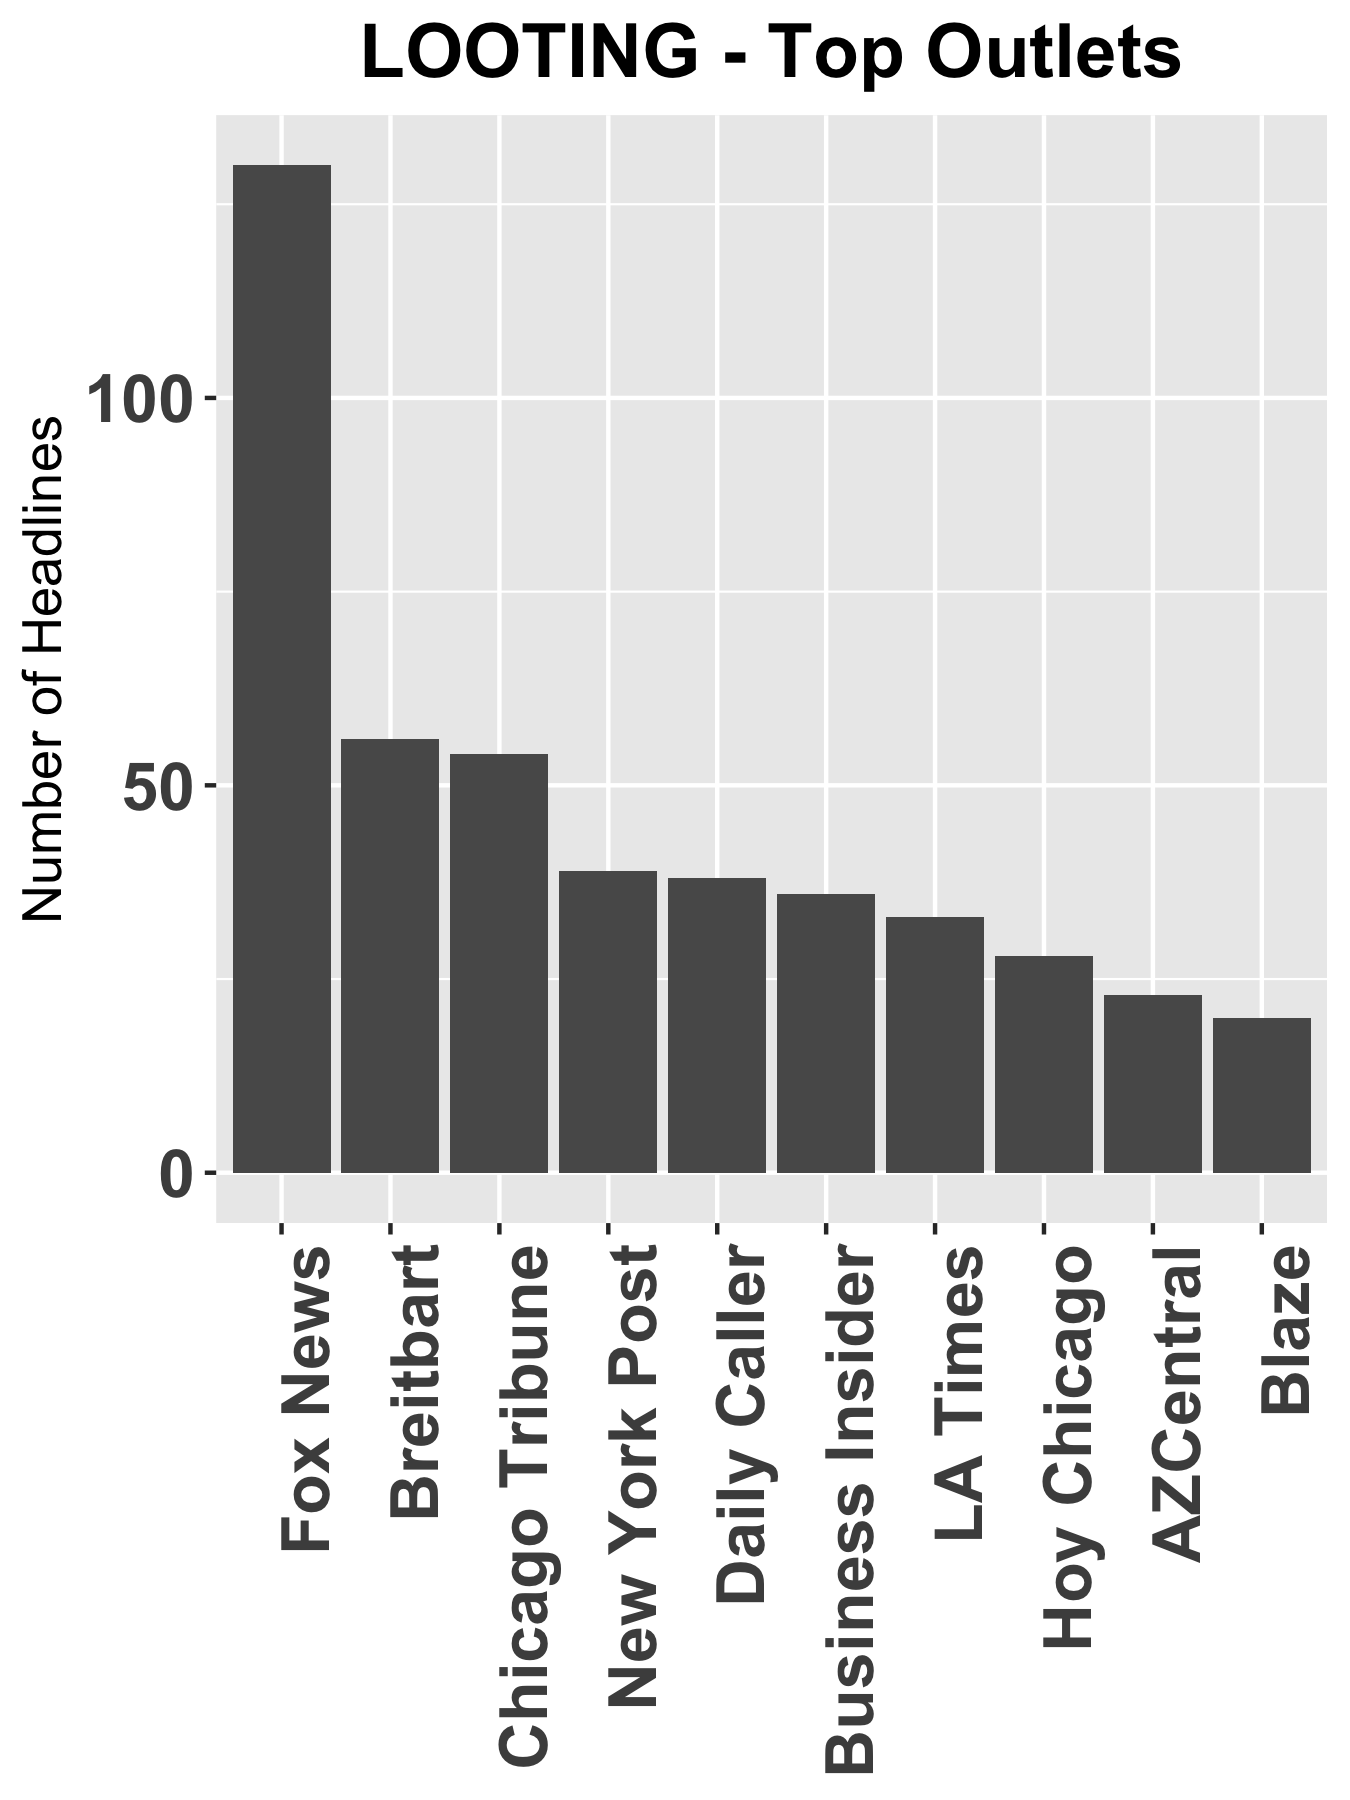 LOOTING - Top Outlets
Number of Headlines
100
50
0
Fox News
Breitbart
Chicago Tribune
New York Post
Daily Caller
Business Insider
LA Times
Hoy Chicago
AZCentral
Blaze